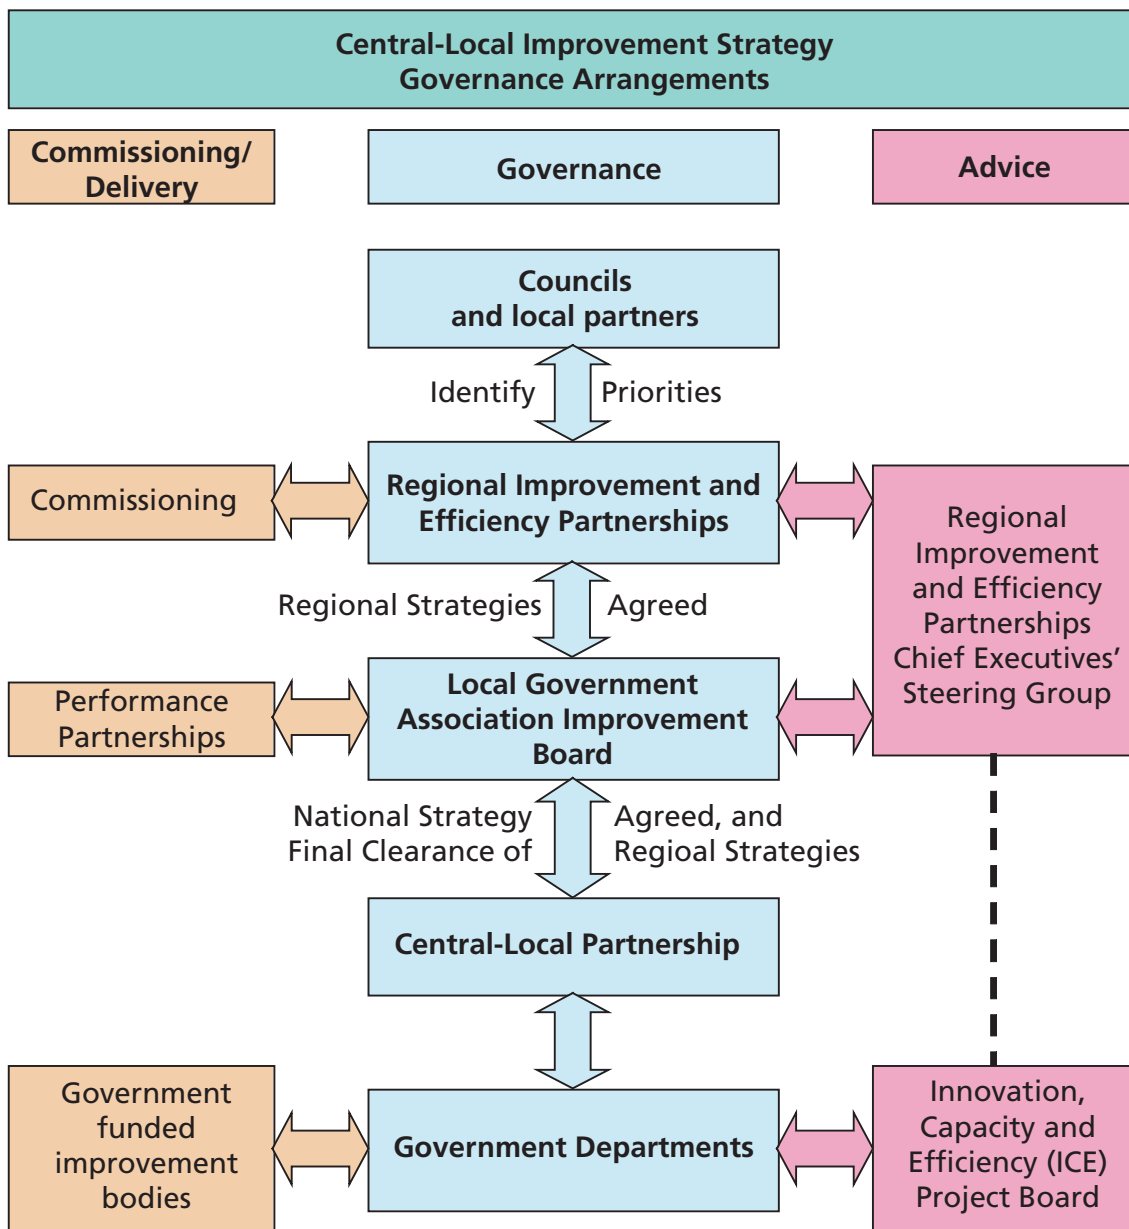 Central-Local Improvement Strategy
Governance Arrangements
Commissioning/
Delivery
Governance
Advice
Councils
and local partners
Identify Priorities
Commissioning
Regional Improvement and
Efficiency Partnerships
Regional
Improvement
and Efficiency
Partnerships
Chief Executives’
Steering Group
Regional Strategies Agreed
Performance
Partnerships
Local Government
Association Improvement
Board
National Strategy Agreed, and
Final Clearance of Regioal Strategies
Central-Local Partnership
Government
funded
improvement
bodies
Government Departments
Innovation,
Capacity and
Efficiency (ICE)
Project Board